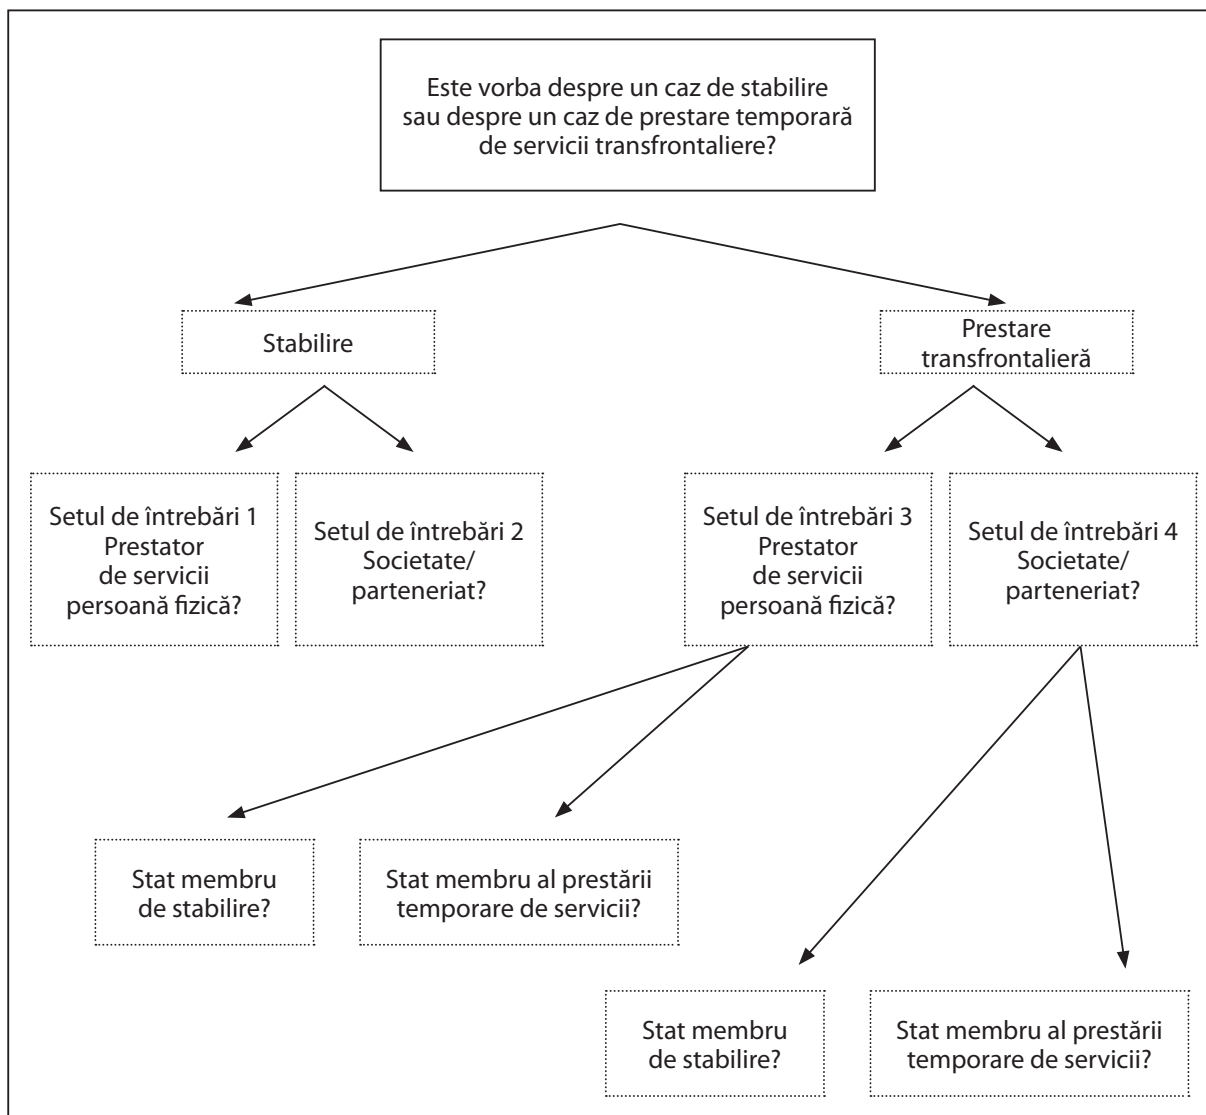 Este vorba despre un caz de stabilire
sau despre un caz de prestare temporară
de servicii transfrontaliere?
Stabilire
Prestare
transfrontalieră
Setul de întrebări 1
Prestator
de servicii
persoană fizică?
Setul de întrebări 2
Societate/
parteneriat?
Setul de întrebări 3
Prestator
de servicii
persoană fizică?
Setul de întrebări 4
Societate/
parteneriat?
Stat membru
de stabilire?
Stat membru al prestării
temporare de servicii?
Stat membru
de stabilire?
Stat membru al prestării
temporare de servicii?